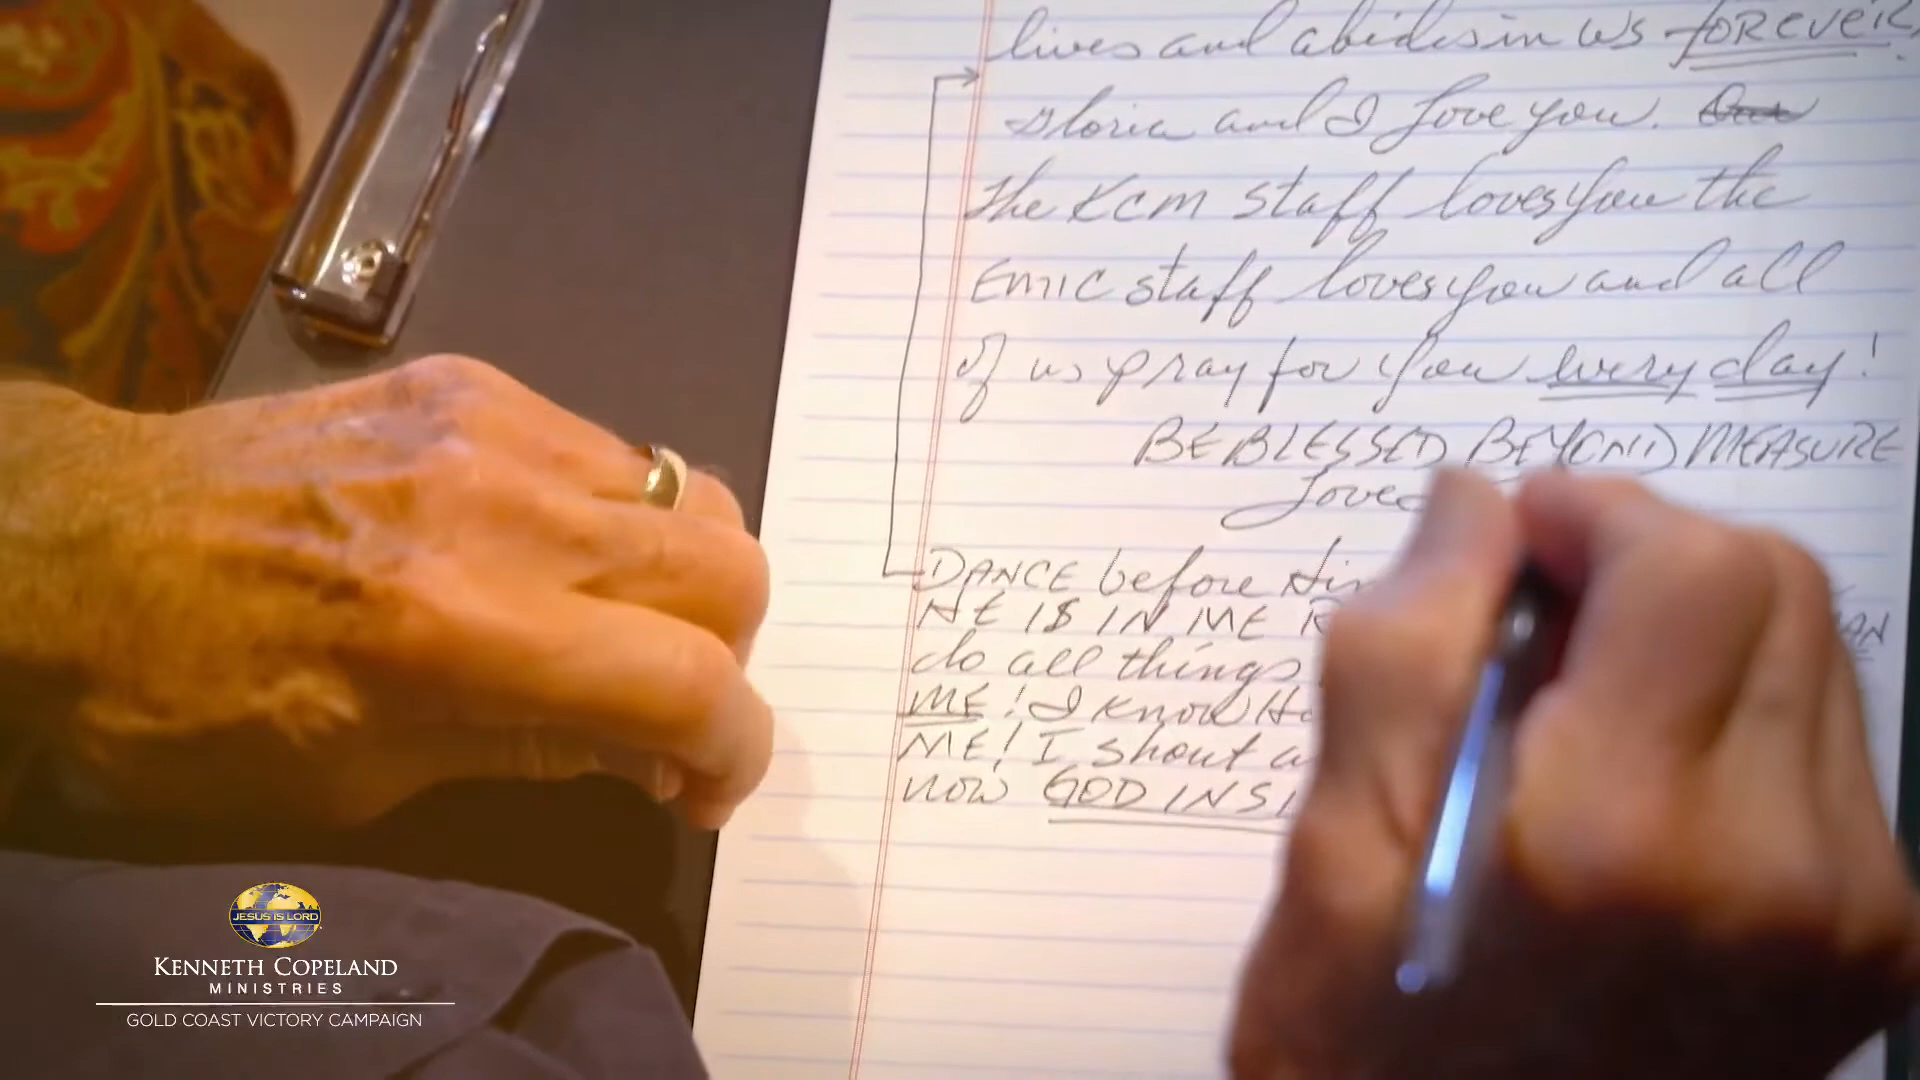 lives and abides in us FOREVER.
Gloria and I love you.
The KCM Staff loves you the
EMIC staff loves you and all
of us pray for you every day!
BE BLESSED BEYOND MEASURE
Love
DANCE before Him
HE IS IN ME
do all things
ME! I know
ME! I shout
now GOD
JESUS IS LORD
KENNETH COPELAND
MINISTRIES
GOLD COAST VICTORY CAMPAIGN